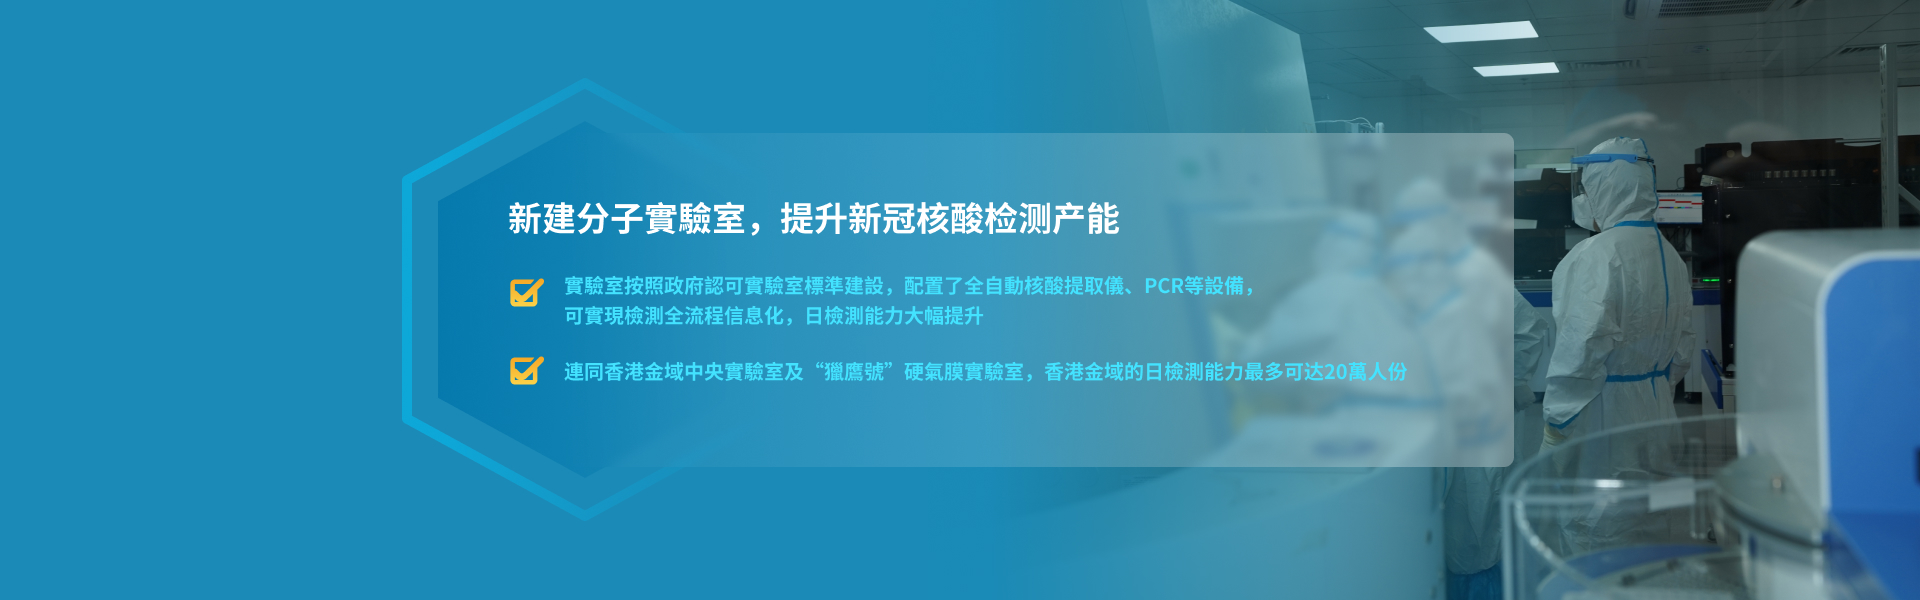 新建分子實驗室，提升新冠核酸检测产能
實驗室按照政府認可實驗室標準建設，配置了全自動核酸提取儀、PCR等設備，
可實現檢測全流程信息化，日檢測能力大幅提升
連同香港金域中央實驗室及“獵鷹號”硬氣膜實驗室，香港金域的日檢測能力最多可达20萬人份